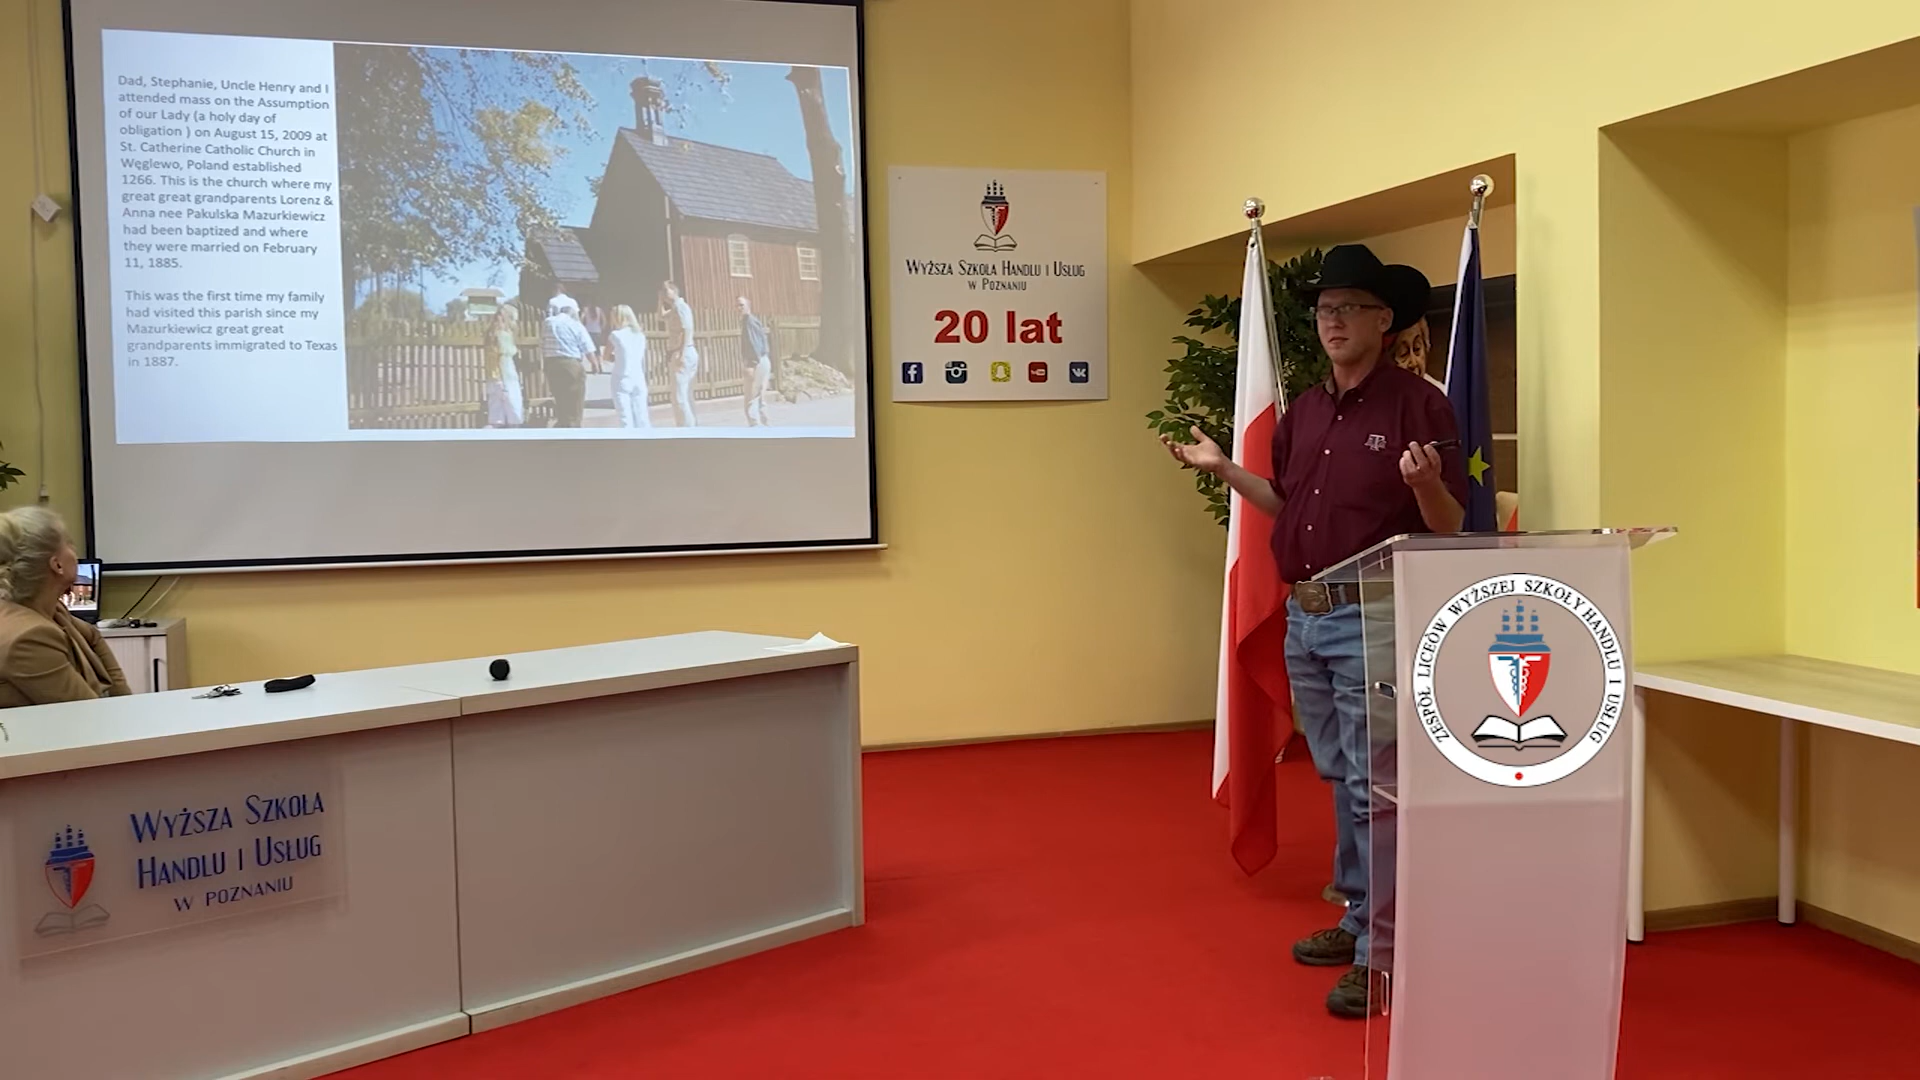 Dad, Stephanie, Uncle Henry and I
attended mass on the Assumption
of our Lady (a holy day of
obligation ) on August 15, 2009 at
St. Catherine Catholic Church in
Węglewo, Poland established
1266. This is the church where my
great great grandparents Lorenz &
Anna nee Pakulska Mazurkiewicz
had been baptized and where
they were married on February
11, 1885.
This was the first time my family
had visited this parish since my
Mazurkiewicz great great
grandparents immigrated to Texas
in 1887.
Wyższa Szkoła Handlu i Usług
w Poznaniu
20 lat
ATM
ZESPÓŁ LICEÓW WYŻSZEJ SZKOŁY HANDLU I USŁUG
Wyższa Szkoła
Handlu i Usług
w Poznaniu